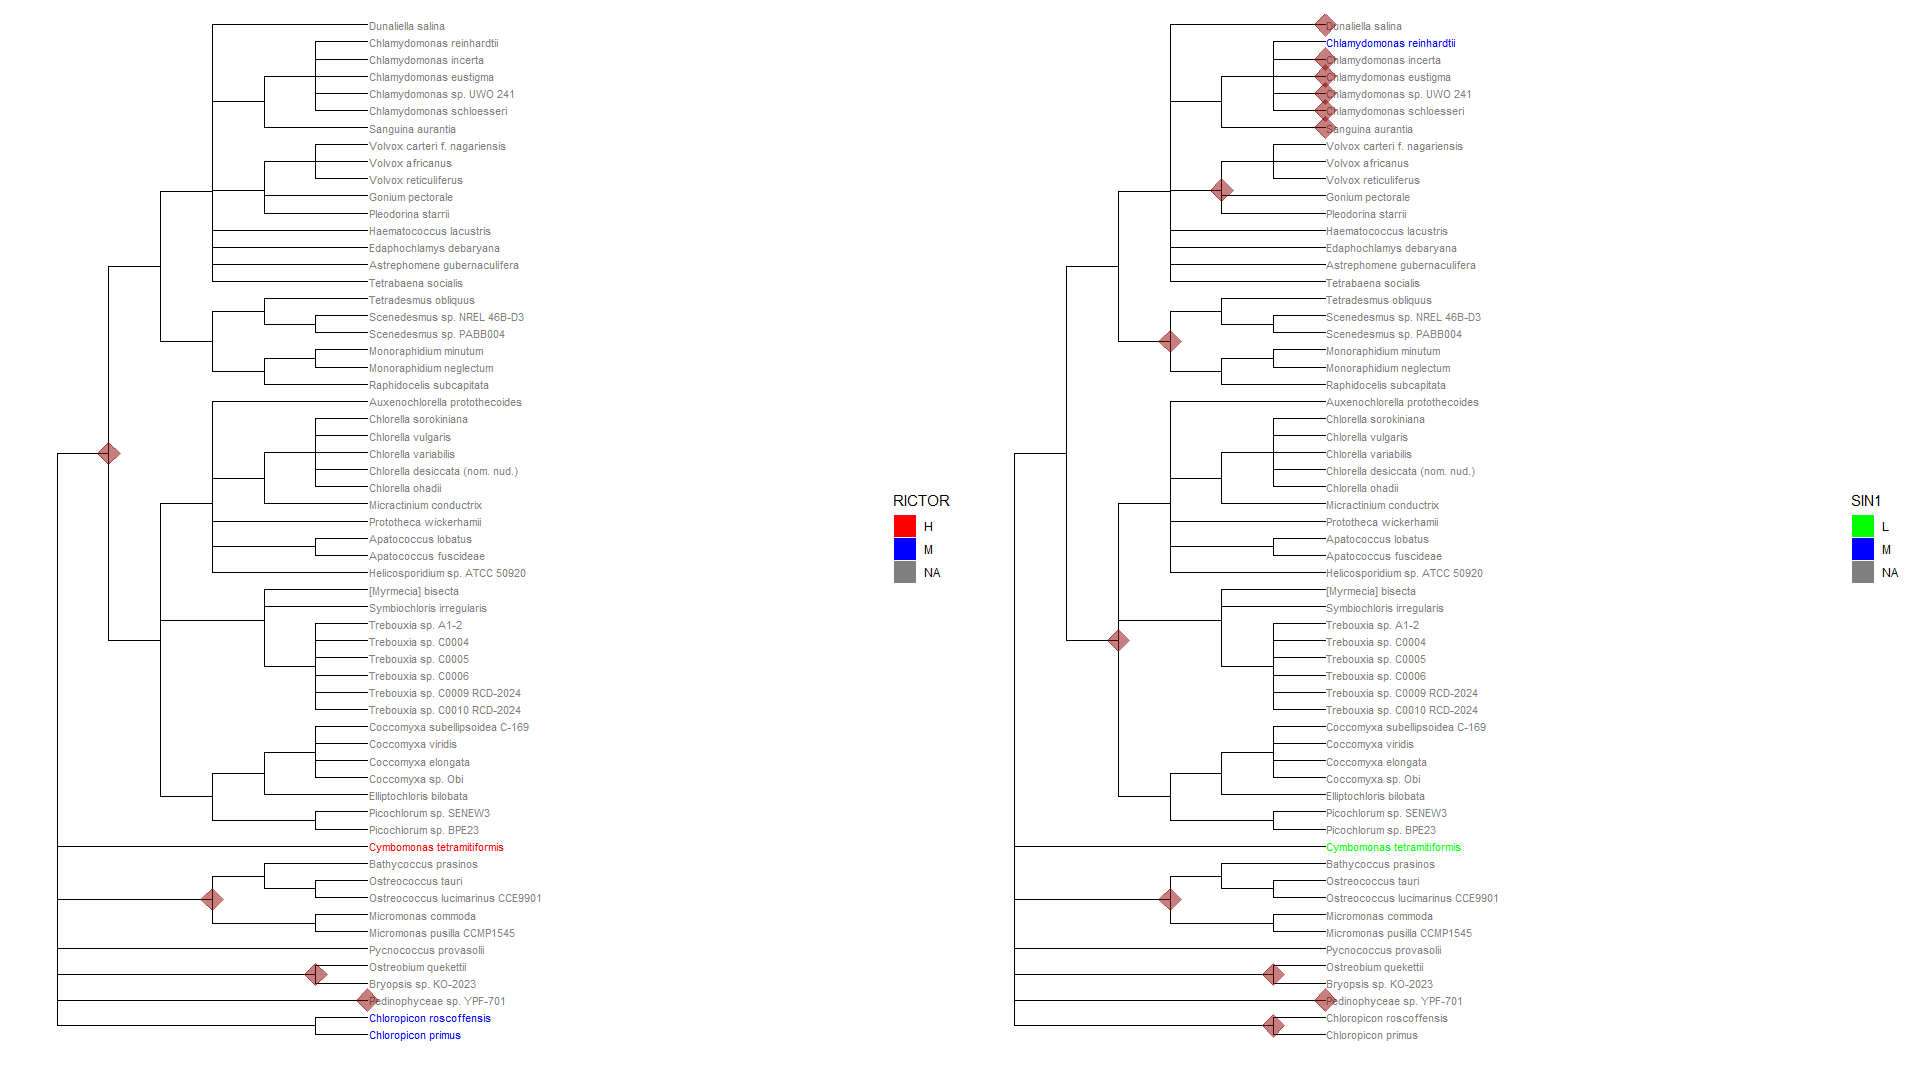 Dunaliella salina
Chlamydomonas reinhardtii
Chlamydomonas incerta
Chlamydomonas eustigma
Chlamydomonas sp. UWO 241
Chlamydomonas schloesseri
Sanguina aurantia
Volvox carteri f. nagariensis
Volvox africanus
Volvox reticuliferus
Gonium pectorale
Pleodorina starrii
Haematococcus lacustris
Edaphochlamys debaryana
Astrephomene gubernaculifera
Tetrabaena socialis
Tetradesmus obliquus
Scenedesmus sp. NREL 46B-D3
Scenedesmus sp. PABB004
Monoraphidium minutum
Monoraphidium neglectum
Raphidocelis subcapitata
Auxenochlorella protothecoides
Chlorella sorokiniana
Chlorella vulgaris
Chlorella variabilis
Chlorella desiccata (nom. nud.)
Chlorella ohadii
Micractinium conductrix
Prototheca wickerhamii
Apatococcus lobatus
Apatococcus fuscideae
Helicosporidium sp. ATCC 50920
[Myrmecia] bisecta
Symbiochloris irregularis
Trebouxia sp. A1-2
Trebouxia sp. C0004
Trebouxia sp. C0005
Trebouxia sp. C0006
Trebouxia sp. C0009 RCD-2024
Trebouxia sp. C0010 RCD-2024
Coccomyxa subellipsoidea C-169
Coccomyxa viridis
Coccomyxa elongata
Coccomyxa sp. Obi
Elliptochloris bilobata
Picochlorum sp. SENEW3
Picochlorum sp. BPE23
Cymbomonas tetramitiformis
Bathycoccus prasinos
Ostreococcus tauri
Ostreococcus lucimarinus CCE9901
Micromonas commoda
Micromonas pusilla CCMP1545
Pycnococcus provasolii
Ostreobium quekettii
Bryopsis sp. KO-2023
Pedinophyceae sp. YPF-701
Chloropicon roscoffensis
Chloropicon primus
RICTOR
H
M
NA
Dunaliella salina
Chlamydomonas reinhardtii
Chlamydomonas incerta
Chlamydomonas eustigma
Chlamydomonas sp. UWO 241
Chlamydomonas schloesseri
Sanguina aurantia
Volvox carteri f. nagariensis
Volvox africanus
Volvox reticuliferus
Gonium pectorale
Pleodorina starrii
Haematococcus lacustris
Edaphochlamys debaryana
Astrephomene gubernaculifera
Tetrabaena socialis
Tetradesmus obliquus
Scenedesmus sp. NREL 46B-D3
Scenedesmus sp. PABB004
Monoraphidium minutum
Monoraphidium neglectum
Raphidocelis subcapitata
Auxenochlorella protothecoides
Chlorella sorokiniana
Chlorella vulgaris
Chlorella variabilis
Chlorella desiccata (nom. nud.)
Chlorella ohadii
Micractinium conductrix
Prototheca wickerhamii
Apatococcus lobatus
Apatococcus fuscideae
Helicosporidium sp. ATCC 50920
[Myrmecia] bisecta
Symbiochloris irregularis
Trebouxia sp. A1-2
Trebouxia sp. C0004
Trebouxia sp. C0005
Trebouxia sp. C0006
Trebouxia sp. C0009 RCD-2024
Trebouxia sp. C0010 RCD-2024
Coccomyxa subellipsoidea C-169
Coccomyxa viridis
Coccomyxa elongata
Coccomyxa sp. Obi
Elliptochloris bilobata
Picochlorum sp. SENEW3
Picochlorum sp. BPE23
Cymbomonas tetramitiformis
Bathycoccus prasinos
Ostreococcus tauri
Ostreococcus lucimarinus CCE9901
Micromonas commoda
Micromonas pusilla CCMP1545
Pycnococcus provasolii
Ostreobium quekettii
Bryopsis sp. KO-2023
Pedinophyceae sp. YPF-701
Chloropicon roscoffensis
Chloropicon primus
SIN1
L
M
NA